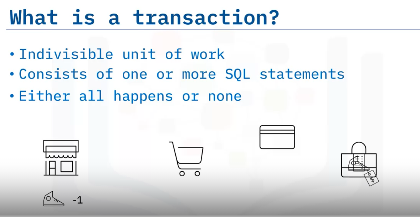 What is a transaction?
• Indivisible unit of work
• Consists of one or more SQL statements
• Either all happens or none
-1